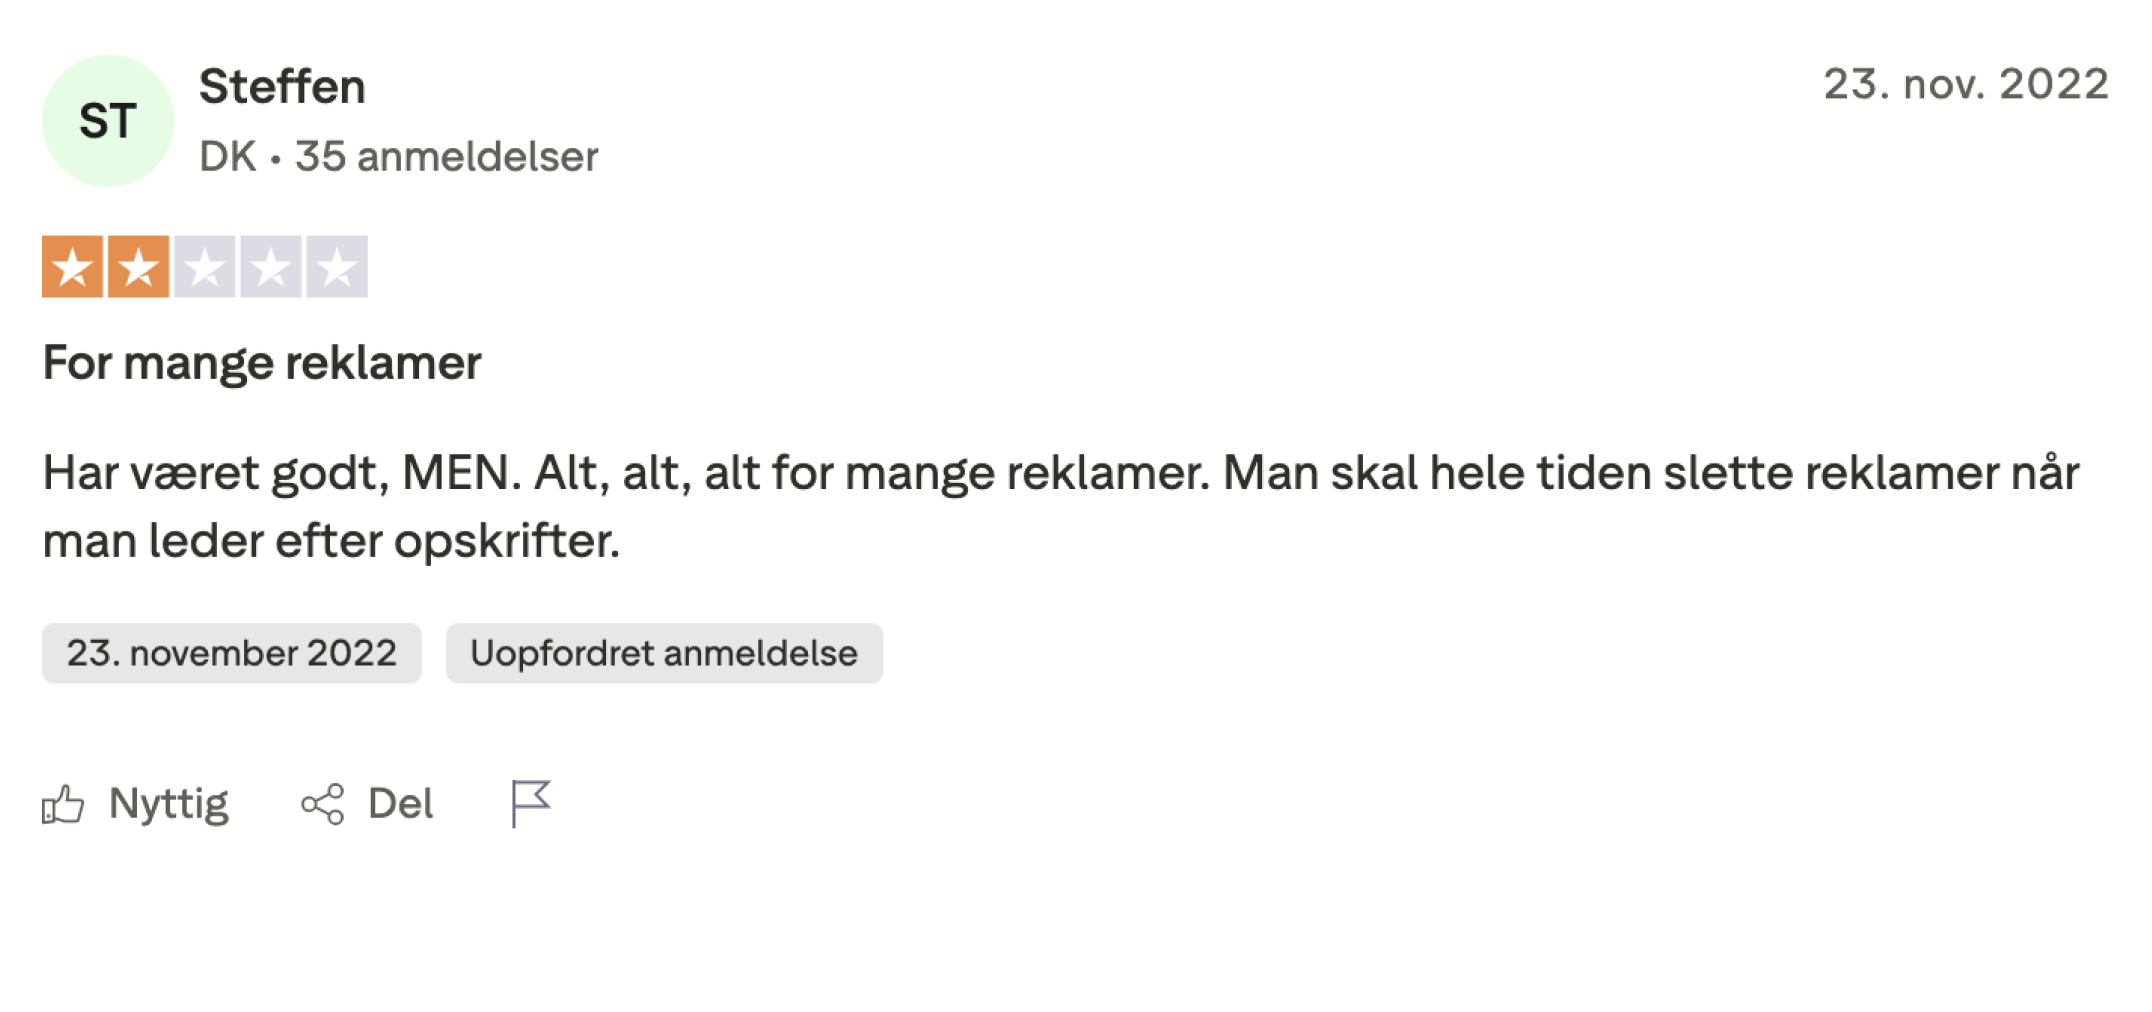 ST
Steffen
23. nov. 2022
DK • 35 anmeldelser
For mange reklamer
Har været godt, MEN. Alt, alt, alt for mange reklamer. Man skal hele tiden slette reklamer når
man leder efter opskrifter.
23. november 2022 Uopfordret anmeldelse
Nyttig Del